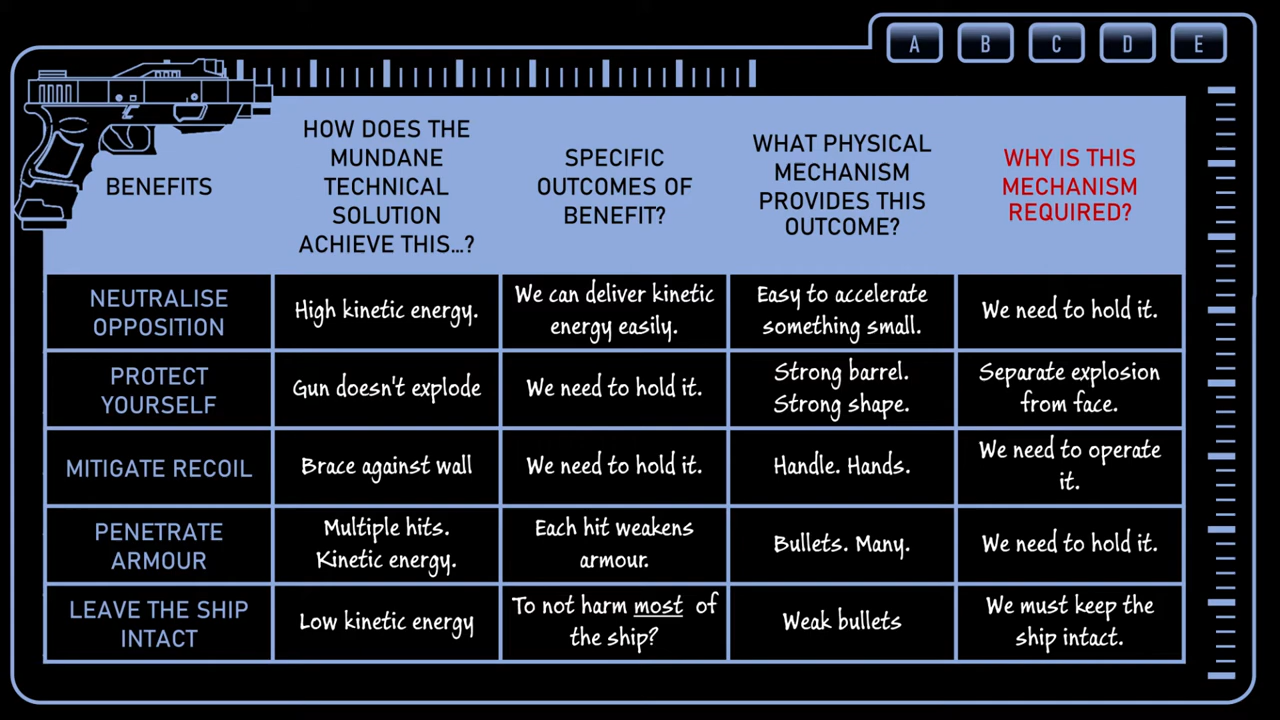 A B C D E
BENEFITS
HOW DOES THE
MUNDANE
TECHNICAL
SOLUTION
ACHIEVE THIS...?
SPECIFIC
OUTCOMES OF
BENEFIT?
WHAT PHYSICAL
MECHANISM
PROVIDES THIS
OUTCOME?
WHY IS THIS
MECHANISM
REQUIRED?
NEUTRALISE
OPPOSITION
High kinetic energy.
We can deliver kinetic
energy easily.
Easy to accelerate
something small.
We need to hold it.
PROTECT
YOURSELF
Gun doesn't explode
We need to hold it.
Strong barrel.
Strong shape.
Separate explosion
from face.
MITIGATE RECOIL
Brace against wall
We need to hold it.
Handle. Hands.
We need to operate
it.
PENETRATE
ARMOUR
Multiple hits.
Kinetic energy.
Each hit weakens
armour.
Bullets. Many.
We need to hold it.
LEAVE THE SHIP
INTACT
Low kinetic energy
To not harm most of
the ship?
Weak bullets
We must keep the
ship intact.